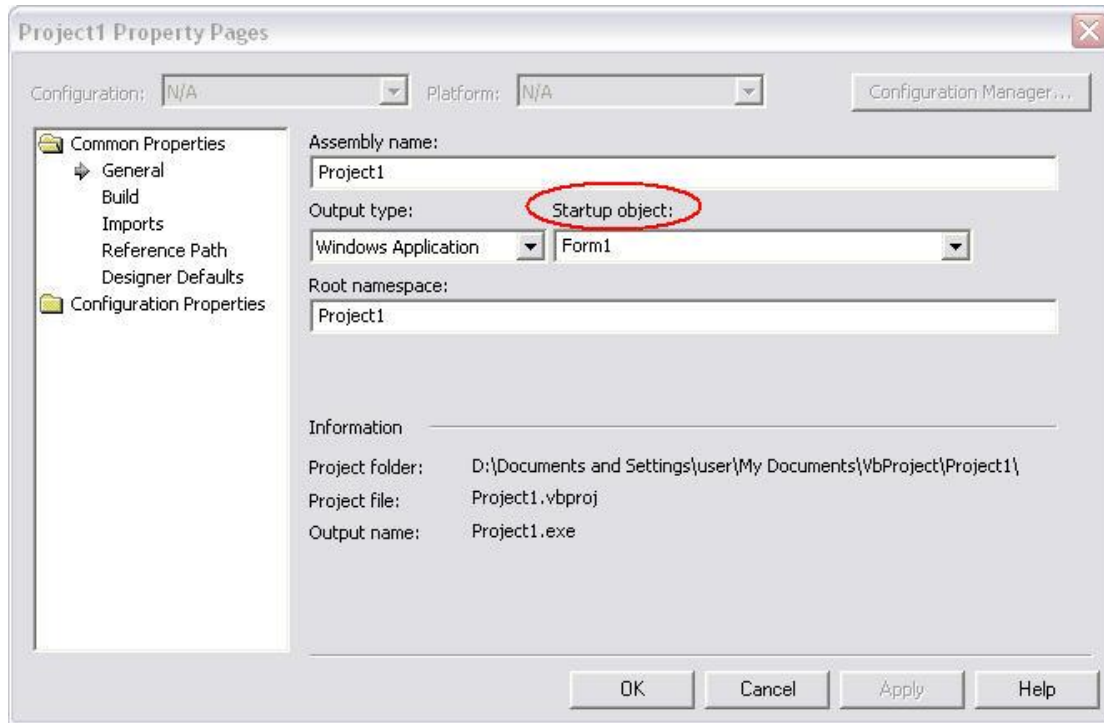 Project1 Property Pages
Configuration: N/A Platform: N/A Configuration Manager...
Common Properties
General
Build
Imports
Reference Path
Designer Defaults
Configuration Properties
Assembly name:
Project1
Output type: Startup object:
Windows Application Form1
Root namespace:
Project1
Information
Project folder: D:\Documents and Settings\user\My Documents\VbProject\Project1\
Project file: Project1.vbproj
Output name: Project1.exe
OK Cancel Apply Help